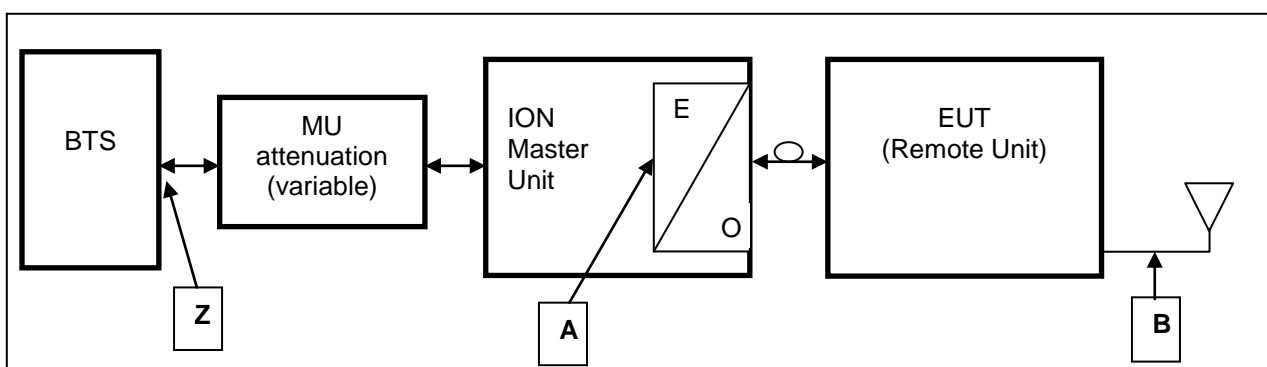 BTS
MU
attenuation
(variable)
ION
Master
Unit
E
O
EUT
(Remote Unit)
Z
A
B